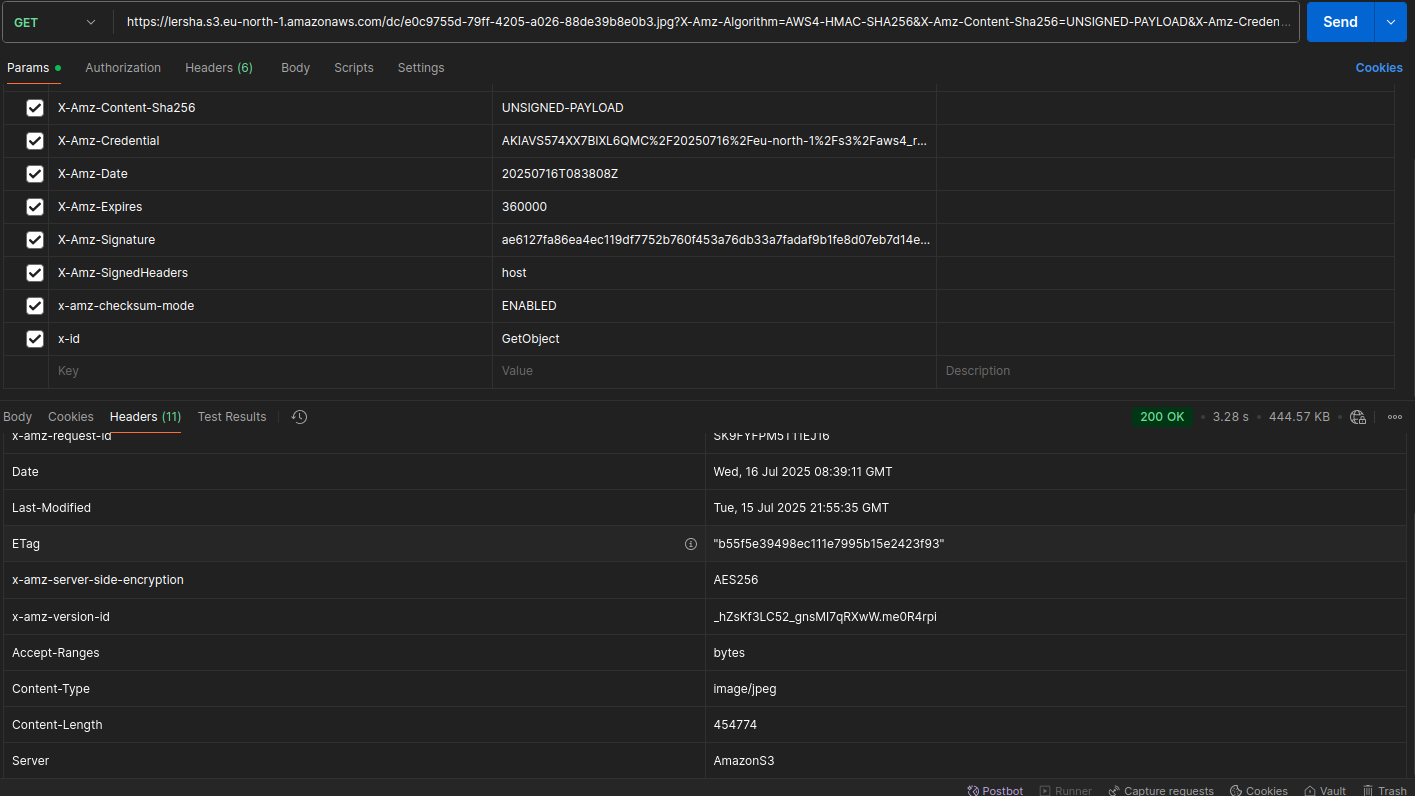 GET https://lersha.s3.eu-north-1.amazonaws.com/dc/e0c9755d-79ff-4205-a026-88de39b8e0b3.jpg?X-Amz-Algorithm=AWS4-HMAC-SHA256&X-Amz-Content-Sha256=UNSIGNED-PAYLOAD&X-Amz-Creden... Send
Params Authorization Headers (6) Body Scripts Settings Cookies
X-Amz-Content-Sha256 UNSIGNED-PAYLOAD
X-Amz-Credential AKIAVS574XX7BIXL6QMC%2F20250716%2Feu-north-1%2Fs3%2Faws4_r...
X-Amz-Date 20250716T083808Z
X-Amz-Expires 360000
X-Amz-Signature ae6127fa86ea4ec119df7752b760f453a76db33a7fadaf9b1fe8d07eb7d14e...
X-Amz-SignedHeaders host
x-amz-checksum-mode ENABLED
x-id GetObject
Key Value Description
Body Cookies Headers (11) Test Results 200 OK 3.28 s 444.57 KB
x-amz-request-id
Date Wed, 16 Jul 2025 08:39:11 GMT
Last-Modified Tue, 15 Jul 2025 21:55:35 GMT
ETag "b55f5e39498ec111e7995b15e2423f93"
x-amz-server-side-encryption AES256
x-amz-version-id _hZsKf3LC52_gnsMI7qRXwW.me0R4rpi
Accept-Ranges bytes
Content-Type image/jpeg
Content-Length 454774
Server AmazonS3
Postbot Runner Capture requests Cookies Vault Trash